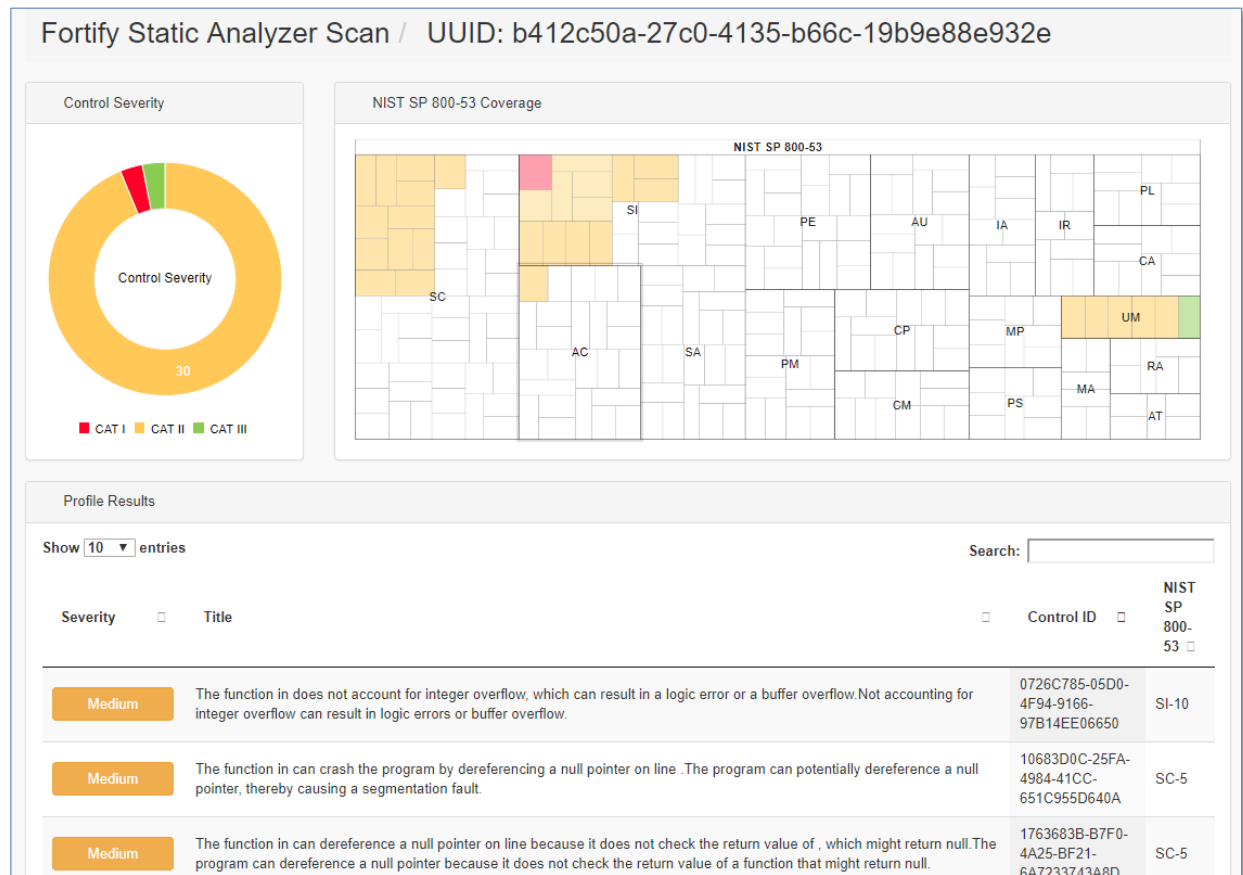 Fortify Static Analyzer Scan / UUID: b412c50a-27c0-4135-b66c-19b9e88e932e
Control Severity
NIST SP 800-53 Coverage
NIST SP 800-53
PL
SI
PE
AU
IA
IR
CA
Control Severity
SC
UM
CP
MP
AC
SA
PM
RA
MA
30
CM
PS
AT
CAT I CAT II CAT III
Profile Results
Show 10 entries
Search:
Severity Title Control ID NIST
SP
800-
53
Medium
The function in does not account for integer overflow, which can result in a logic error or a buffer overflow.Not accounting for
integer overflow can result in logic errors or buffer overflow.
0726C785-05D0-
4F94-9166-
97B14EE06650
SI-10
Medium
The function in can crash the program by dereferencing a null pointer on line .The program can potentially dereference a null
pointer, thereby causing a segmentation fault.
10683D0C-25FA-
4984-41CC-
651C955D640A
SC-5
Medium
The function in can dereference a null pointer on line because it does not check the return value of , which might return null.The
program can dereference a null pointer because it does not check the return value of a function that might return null.
1763683B-B7F0-
4A25-BF21-
6A7233743A8D
SC-5